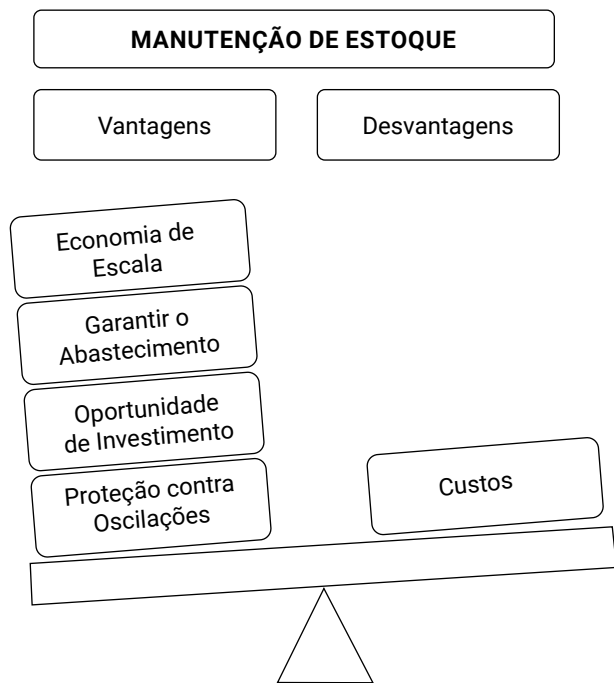 MANUTENÇÃO DE ESTOQUE
Vantagens
Desvantagens
Economia de
Escala
Garantir o
Abastecimento
Oportunidade
de Investimento
Proteção contra
Oscilações
Custos